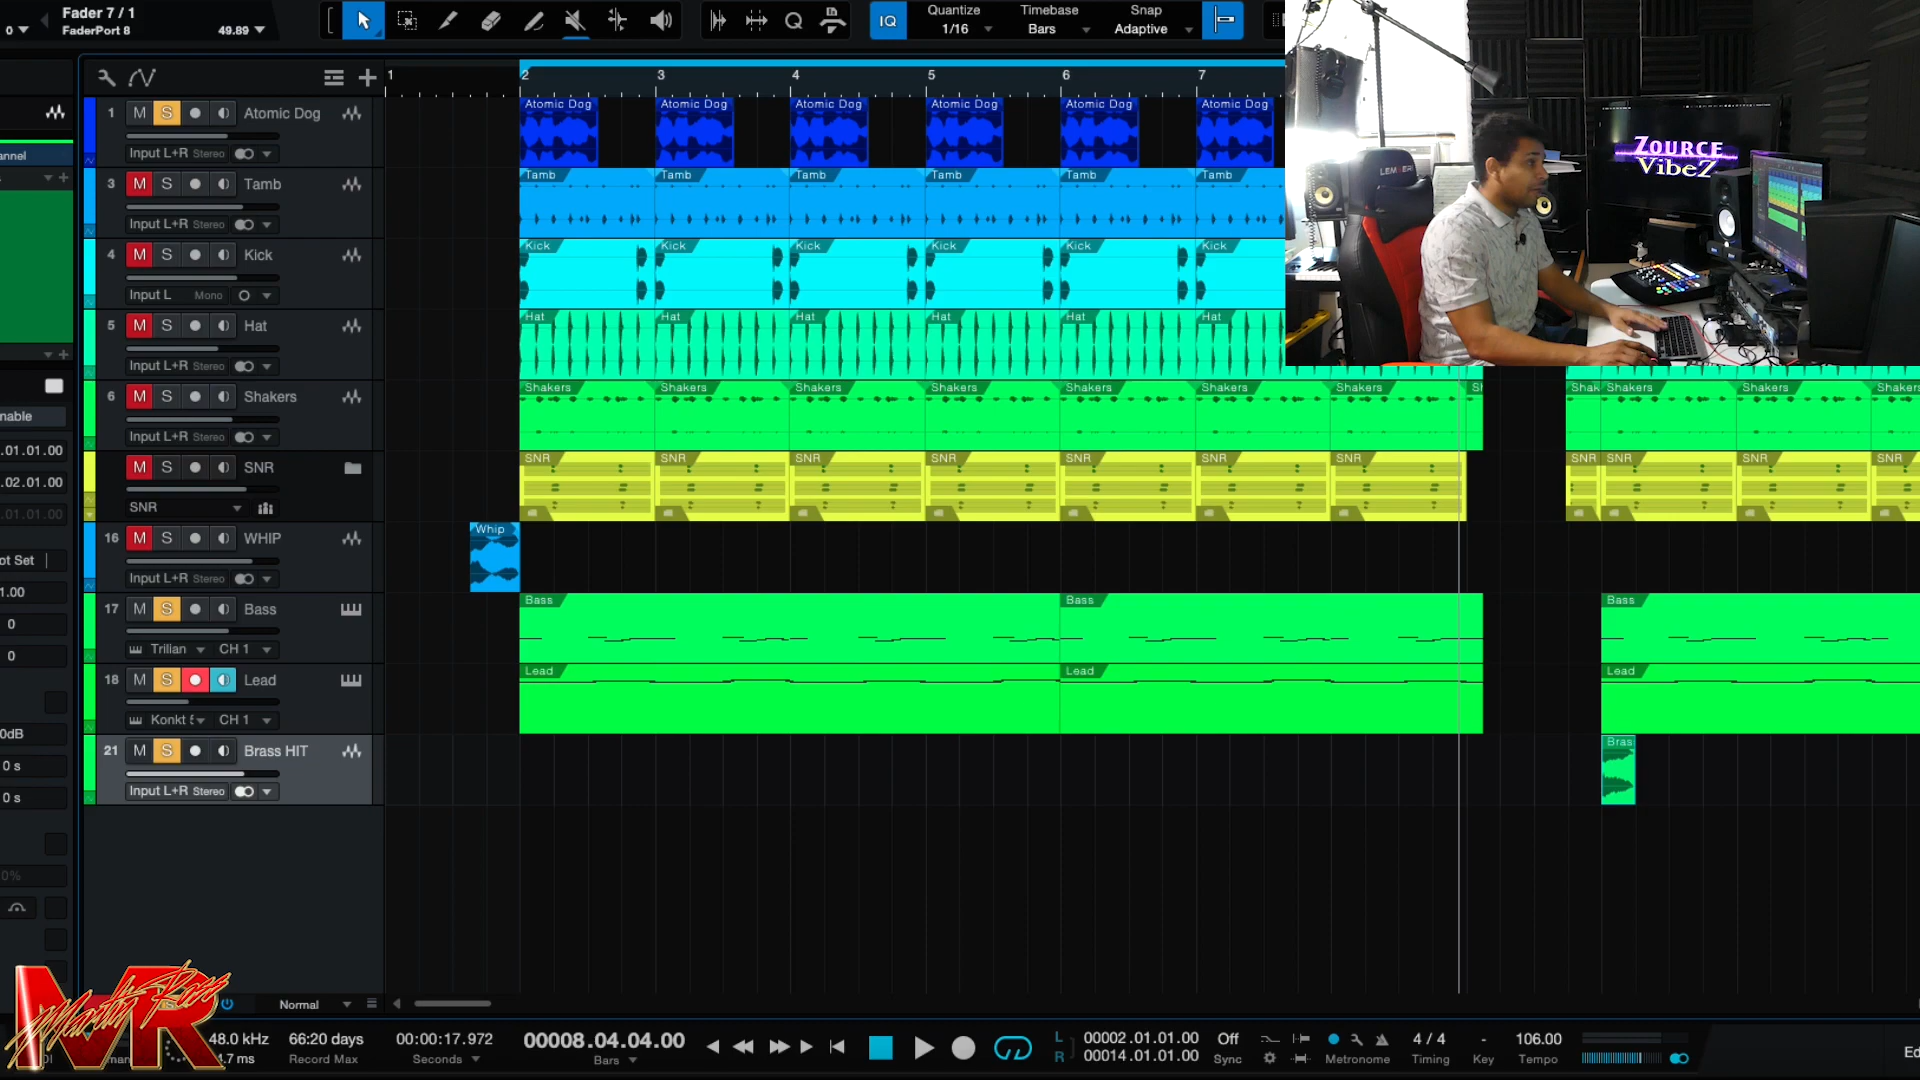 Fader 7 / 1
FaderPort 8
0
49.89
IQ
Quantize
1/16
Timebase
Bars
Snap
Adaptive
1 2 3 4 5 6 7
ZOURCE
VIBEZ
1 M S Atomic Dog
Input L+R Stereo
Atomic Dog Atomic Dog Atomic Dog Atomic Dog Atomic Dog Atomic Dog
annel
3 M S Tamb
Input L+R Stereo
Tamb Tamb Tamb Tamb Tamb Tamb
4 M S Kick
Input L Mono
Kick Kick Kick Kick Kick Kick
5 M S Hat
Input L+R Stereo
Hat Hat Hat Hat Hat Hat
6 M S Shakers
Input L+R Stereo
Shakers Shakers Shakers Shakers Shakers Shakers Shakers Sh Shak Shakers Shakers Shakers
nable
.01.01.00
.02.01.00
.01.01.00
M S SNR
SNR
SNR SNR SNR SNR SNR SNR SNR SNR SNR SNR SNR
16 M S WHIP
Input L+R Stereo
Whip
ot Set
1.00
0
0
17 M S Bass
Trilian CH 1
Bass Bass Bass
18 M S Lead
Konkt 5 CH 1
Lead Lead Lead
0dB
0 s
0 s
0%
21 M S Brass HIT
Input L+R Stereo
Bras
Normal
MR
Martin Ross
48.0 kHz
4.7 ms
66:20 days
Record Max
00:00:17.972
Seconds
00008.04.04.00
Bars
L 00002.01.01.00
R 00014.01.01.00
Off
Sync
Metronome
4 / 4
Timing
-
Key
106.00
Tempo
Ed